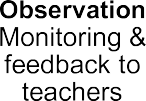 Observation
Monitoring &
feedback to
teachers